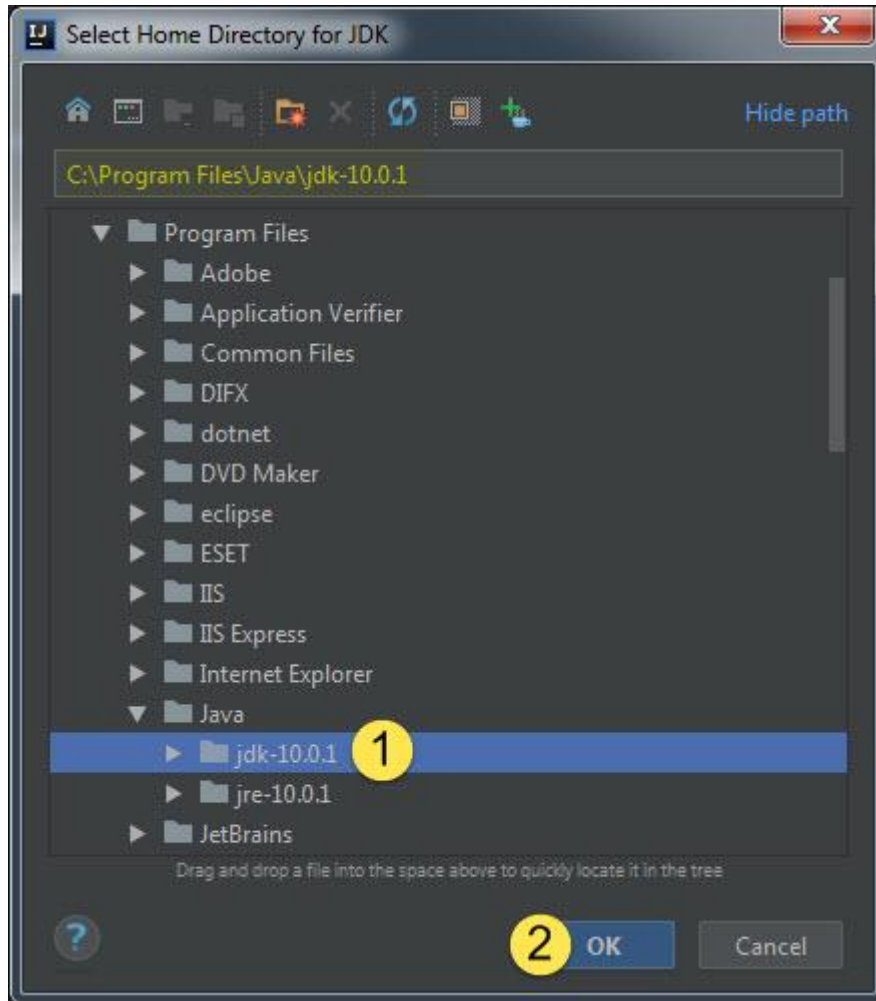 IJ
Select Home Directory for JDK
Hide path
C:\Program Files\Java\jdk-10.0.1
Program Files
Adobe
Application Verifier
Common Files
DIFX
dotnet
DVD Maker
eclipse
ESET
IIS
IIS Express
Internet Explorer
Java
jdk-10.0.1 1
jre-10.0.1
JetBrains
Drag and drop a file into the space above to quickly locate it in the tree
? 2 OK Cancel